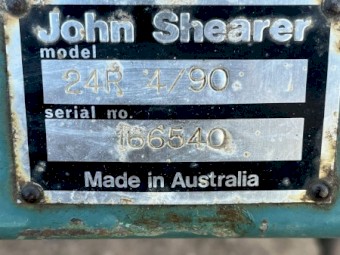 John Shearer
model
24R 4/90
serial no.
166540
Made in Australia